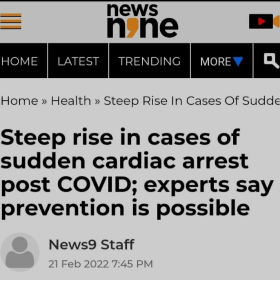 news
nine
HOME LATEST TRENDING MORE
Home » Health » Steep Rise In Cases Of Sudde
Steep rise in cases of
sudden cardiac arrest
post COVID; experts say
prevention is possible
News9 Staff
21 Feb 2022 7:45 PM